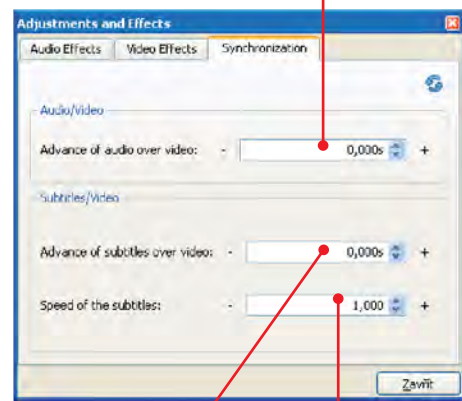 Adjustments and Effects
Audio Effects Video Effects Synchronization
Audio/Video
Advance of audio over video: - 0,000s +
Subtitles/Video
Advance of subtitles over video: - 0,000s +
Speed of the subtitles: - 1,000 +
Zavřít